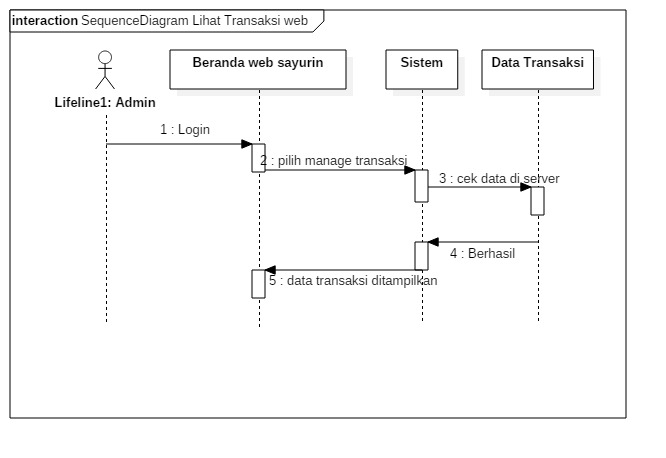 interaction SequenceDiagram Lihat Transaksi web
Beranda web sayurin
Sistem
Data Transaksi
Lifeline1: Admin
1 : Login
2 : pilih manage transaksi
3 : cek data di server
4 : Berhasil
5 : data transaksi ditampilkan